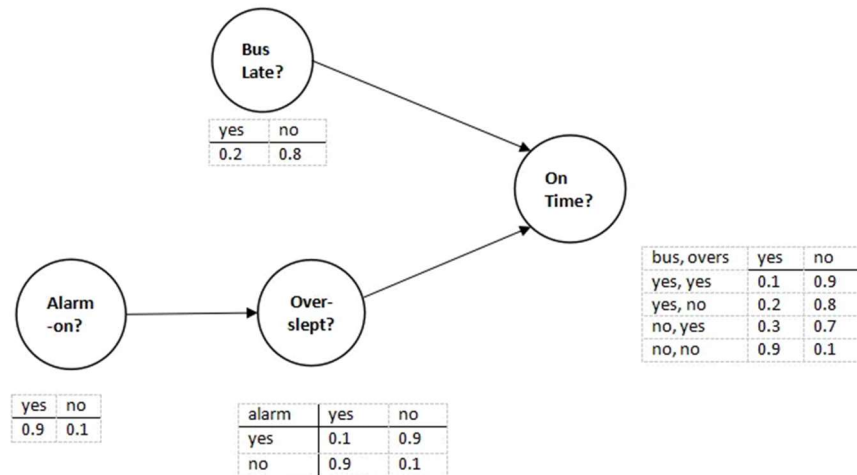 Bus
Late?
yes no
0.2 0.8
On
Time?
bus, overs yes no
yes, yes 0.1 0.9
yes, no 0.2 0.8
no, yes 0.3 0.7
no, no 0.9 0.1
Alarm
-on?
Over-
slept?
yes no
0.9 0.1
alarm yes no
yes 0.1 0.9
no 0.9 0.1